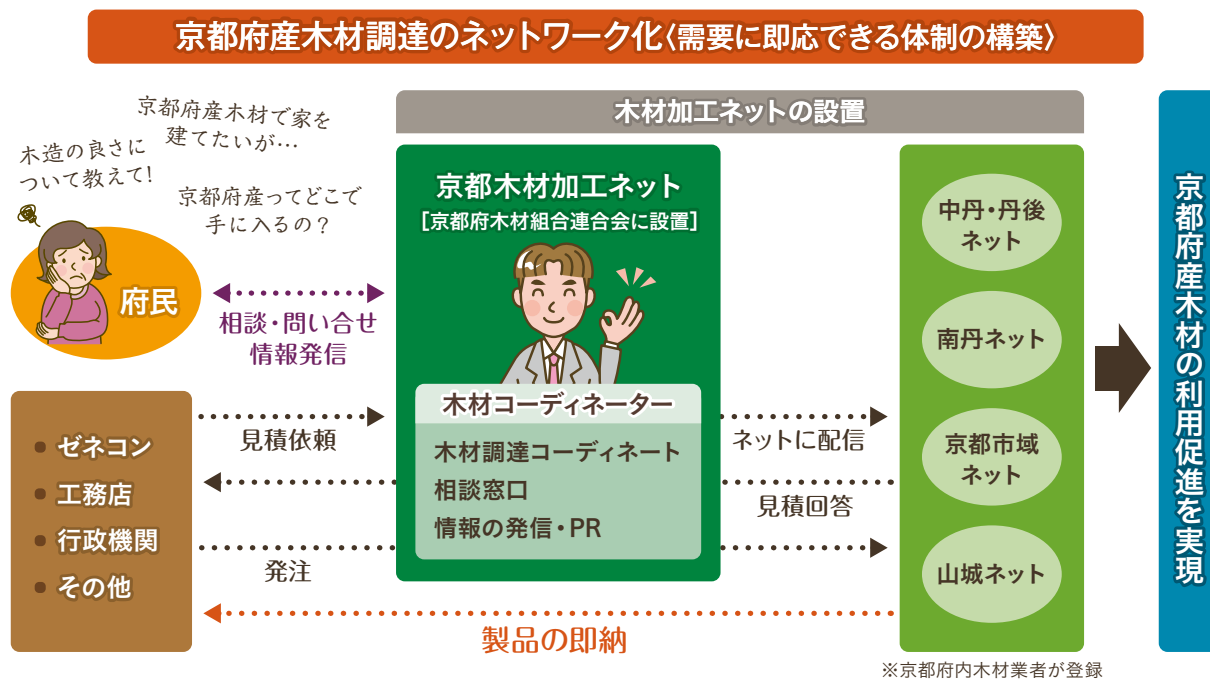 京都府産木材調達のネットワーク化〈需要に即応できる体制の構築〉
京都府産木材で家を
建てたいが…
木造の良さに
ついて教えて!
京都府産ってどこで
手に入るの？
府民
相談・問い合せ
情報発信
木材加工ネットの設置
京都木材加工ネット
[京都府木材組合連合会に設置]
木材コーディネーター
木材調達コーディネート
相談窓口
情報の発信・PR
• ゼネコン
• 工務店
• 行政機関
• その他
見積依頼
発注
ネットに配信
見積回答
製品の即納
中丹・丹後
ネット
南丹ネット
京都市域
ネット
山城ネット
※京都府内木材業者が登録
京都府産木材の利用促進を実現